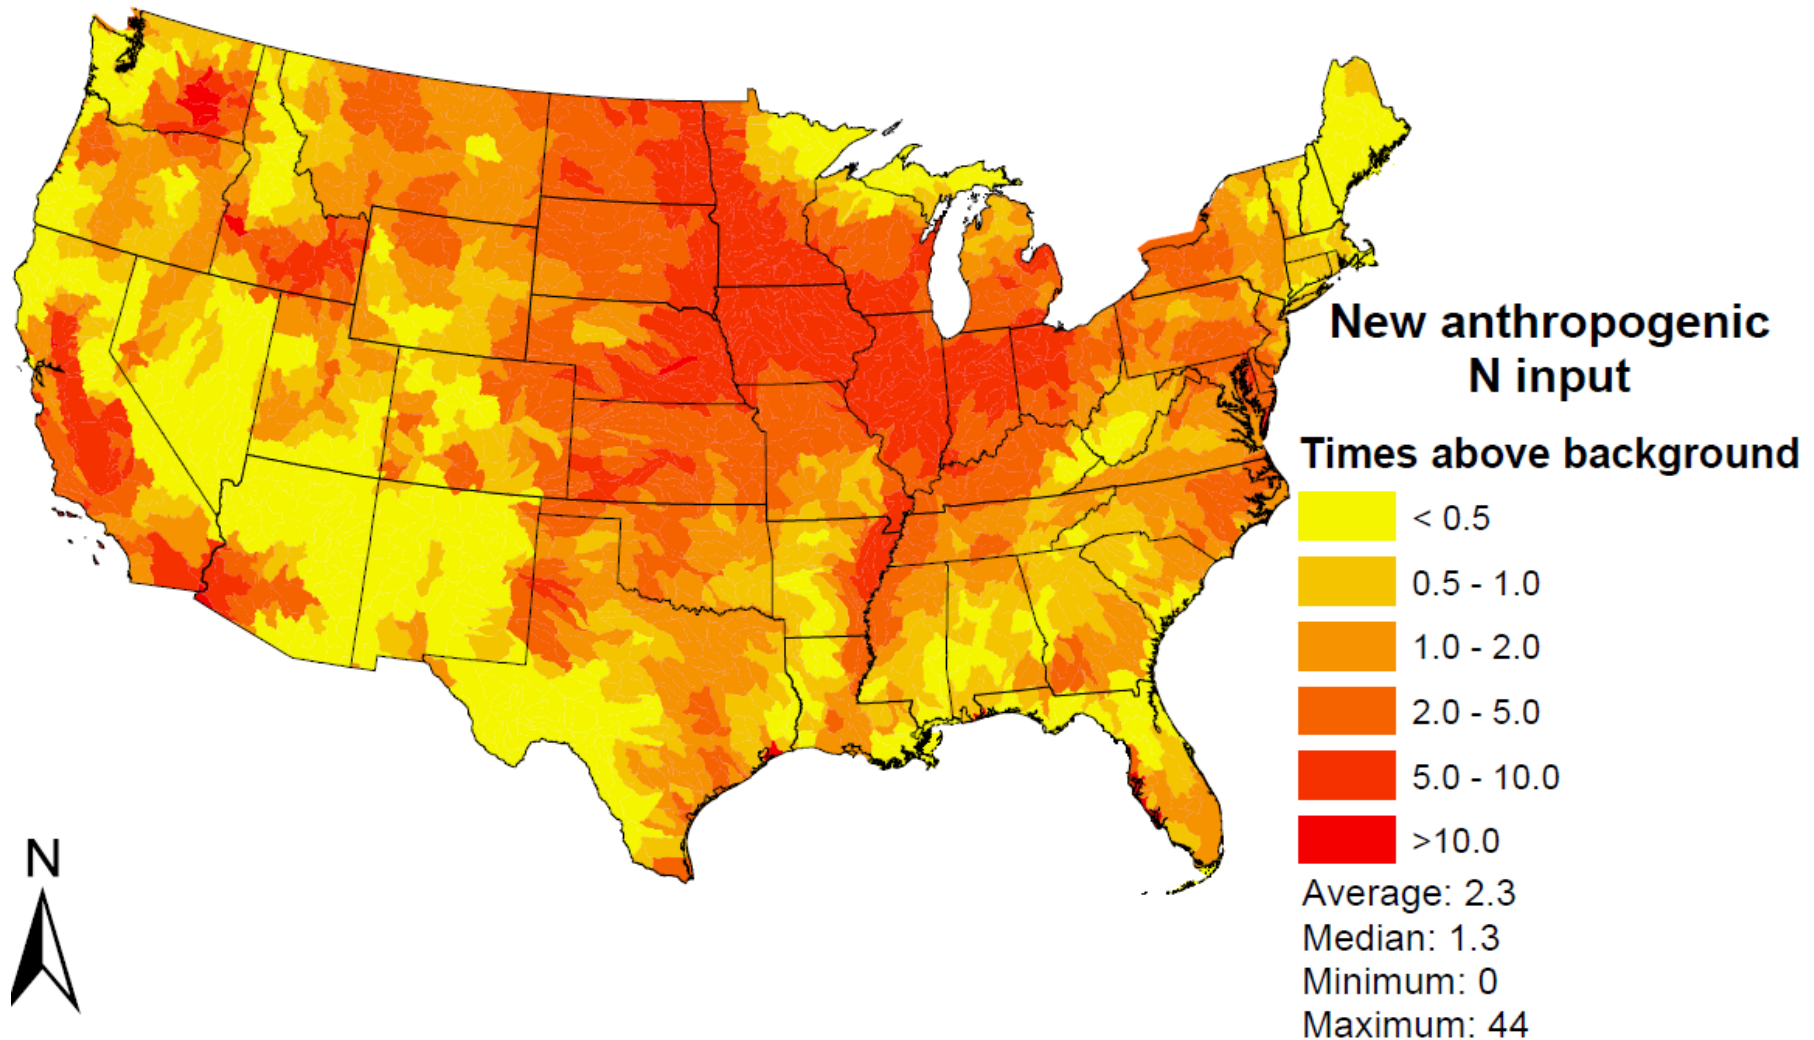 New anthropogenic
N input
Times above background
< 0.5
0.5 - 1.0
1.0 - 2.0
2.0 - 5.0
5.0 - 10.0
>10.0
Average: 2.3
Median: 1.3
Minimum: 0
Maximum: 44
N